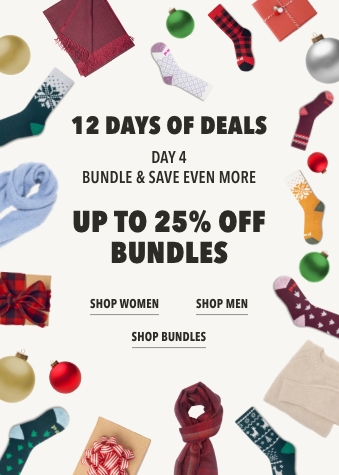 12 DAYS OF DEALS
DAY 4
BUNDLE & SAVE EVEN MORE
UP TO 25% OFF
BUNDLES
SHOP WOMEN
SHOP MEN
SHOP BUNDLES